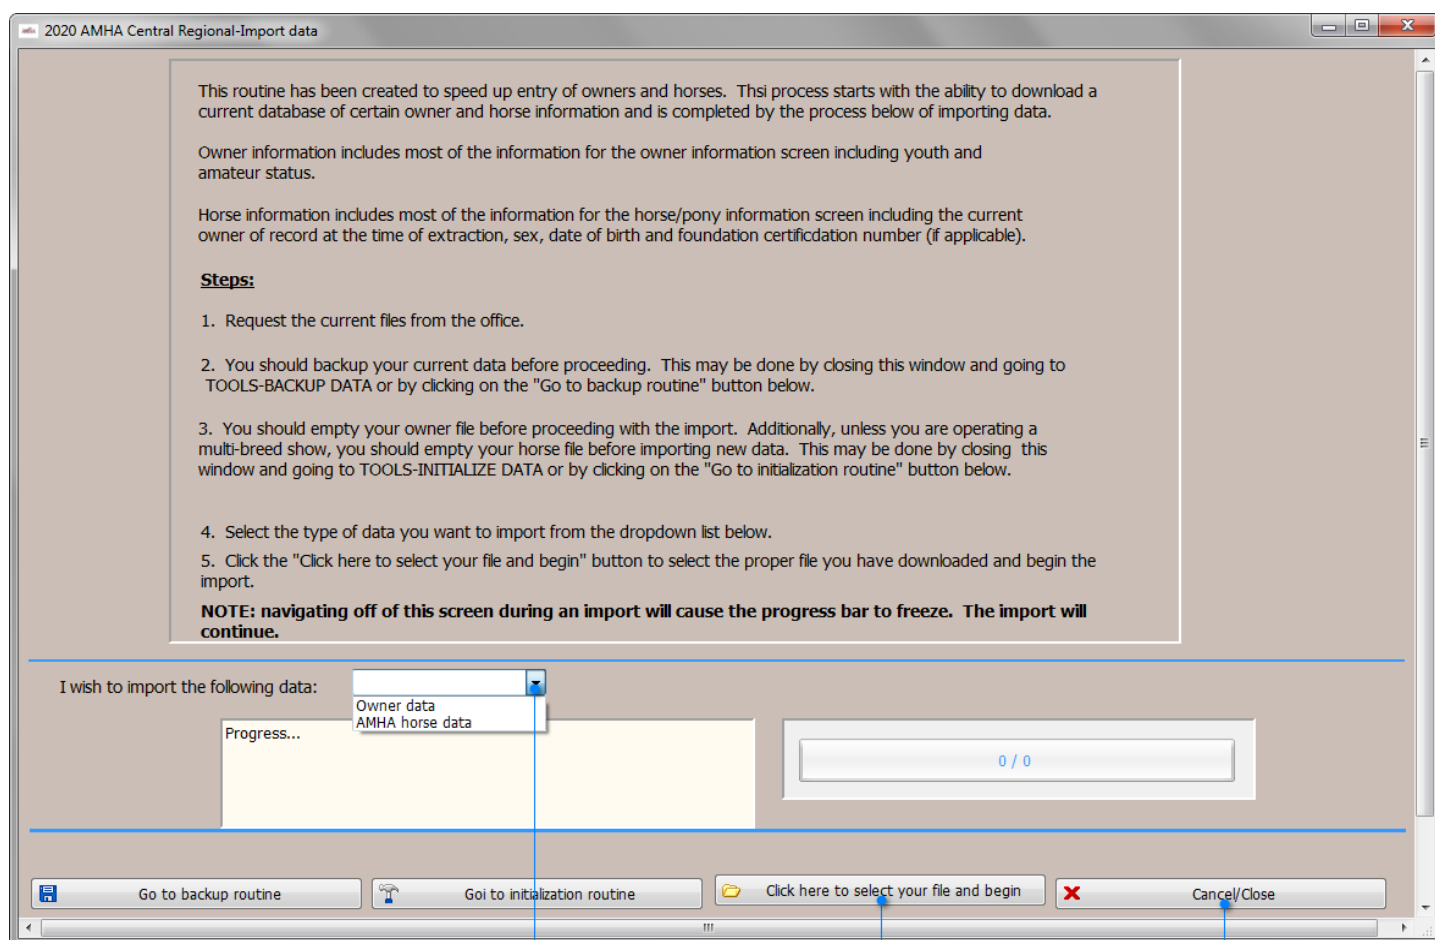 2020 AMHA Central Regional-Import data
This routine has been created to speed up entry of owners and horses.  Thsi process starts with the ability to download a
current database of certain owner and horse information and is completed by the process below of importing data.
Owner information includes most of the information for the owner information screen including youth and
amateur status.
Horse information includes most of the information for the horse/pony information screen including the current
owner of record at the time of extraction, sex, date of birth and foundation certificdation number (if applicable).
Steps:
1.  Request the current files from the office.
2.  You should backup your current data before proceeding.  This may be done by closing this window and going to
TOOLS-BACKUP DATA or by clicking on the "Go to backup routine" button below.
3.  You should empty your owner file before proceeding with the import.  Additionally, unless you are operating a
multi-breed show, you should empty your horse file before importing new data.  This may be done by closing  this
window and going to TOOLS-INITIALIZE DATA or by clicking on the "Go to initialization routine" button below.
4.  Select the type of data you want to import from the dropdown list below.
5.  Click the "Click here to select your file and begin" button to select the proper file you have downloaded and begin the
import.
NOTE: navigating off of this screen during an import will cause the progress bar to freeze.  The import will
continue.
I wish to import the following data:
Owner data
AMHA horse data
Progress...
0 / 0
Go to backup routine
Goi to initialization routine
Click here to select your file and begin
Cancel/Close